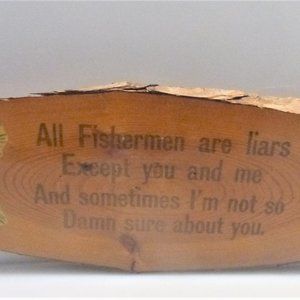 All Fishermen are liars
Except you and me
And sometimes I'm not so
Damn sure about you.